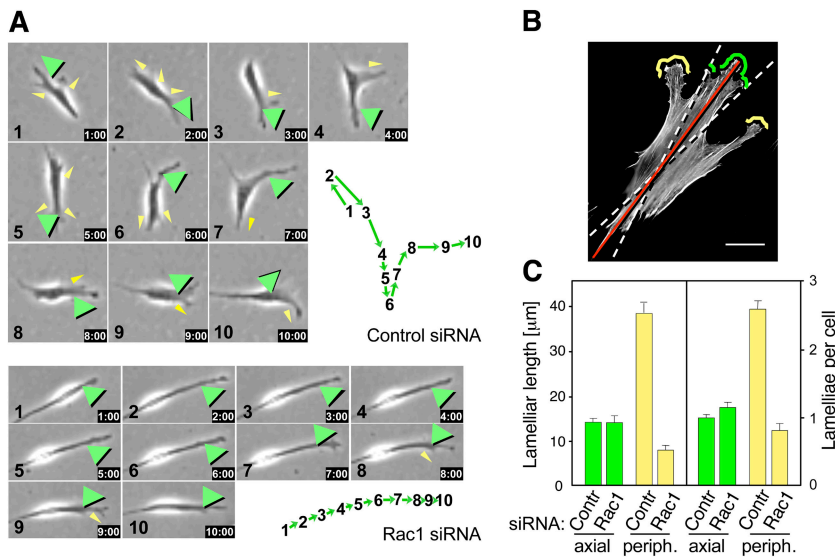 A
1 1:00
2 2:00
3 3:00
4 4:00
5 5:00
6 6:00
7 7:00
8 8:00
9 9:00
10 10:00
1 2 3 4 5 6 7 8 9 10
Control siRNA
1 1:00
2 2:00
3 3:00
4 4:00
5 5:00
6 6:00
7 7:00
8 8:00
9 9:00
10 10:00
1 2 3 4 5 6 7 8 9 10
Rac1 siRNA
B
C
Lamelliar length [µm]
40
30
20
10
0
3
2
1
0
Lamelliae per cell
siRNA: Contr Rac1 Contr Rac1 Contr Rac1 Contr Rac1
axial periph. axial periph.